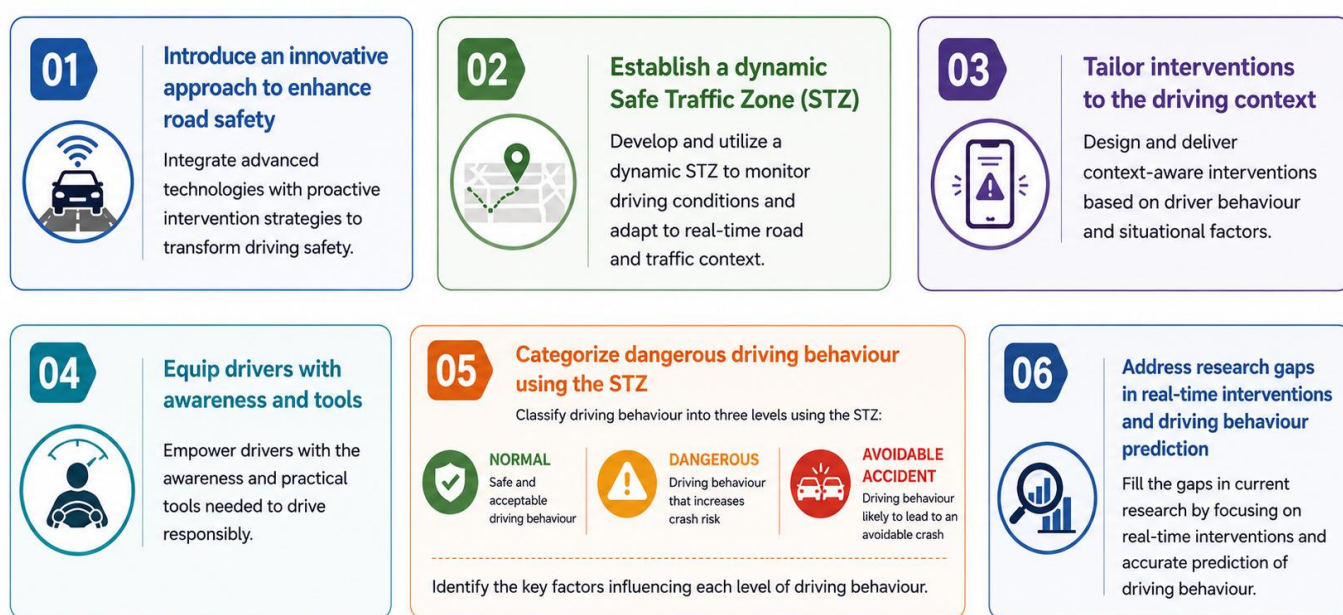 01
Introduce an innovative
approach to enhance
road safety
Integrate advanced
technologies with proactive
intervention strategies to
transform driving safety.
02
Establish a dynamic
Safe Traffic Zone (STZ)
Develop and utilize a
dynamic STZ to monitor
driving conditions and
adapt to real-time road
and traffic context.
03
Tailor interventions
to the driving context
Design and deliver
context-aware interventions
based on driver behaviour
and situational factors.
04
Equip drivers with
awareness and tools
Empower drivers with the
awareness and practical
tools needed to drive
responsibly.
05
Categorize dangerous driving behaviour
using the STZ
Classify driving behaviour into three levels using the STZ:
NORMAL
Safe and
acceptable
driving behaviour
DANGEROUS
Driving behaviour
that increases
crash risk
AVOIDABLE
ACCIDENT
Driving behaviour
likely to lead to an
avoidable crash
Identify the key factors influencing each level of driving behaviour.
06
Address research gaps
in real-time interventions
and driving behaviour
prediction
Fill the gaps in current
research by focusing on
real-time interventions and
accurate prediction of
driving behaviour.